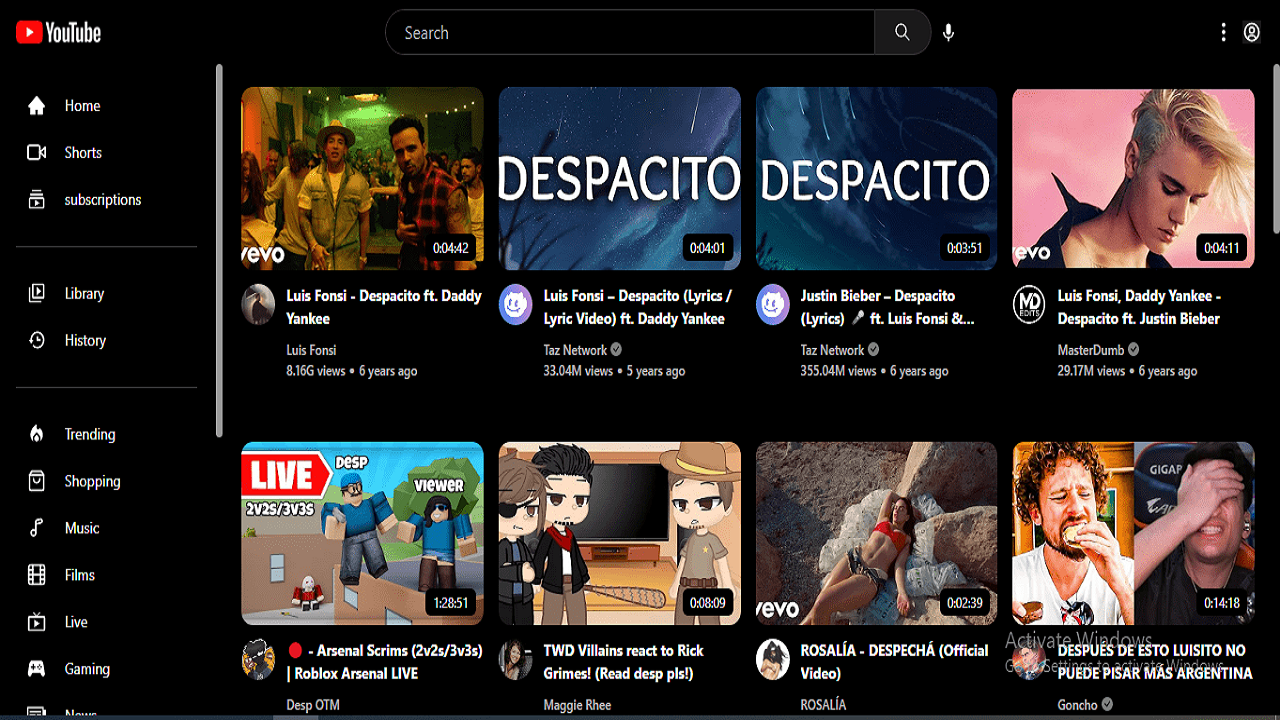 YouTube
Search
Home
Shorts
subscriptions
Library
History
Trending
Shopping
Music
Films
Live
Gaming
News
vevo
0:04:42
Luis Fonsi - Despacito ft. Daddy
Yankee
Luis Fonsi
8.16G views • 6 years ago
DESPACITO
0:04:01
Luis Fonsi – Despacito (Lyrics /
Lyric Video) ft. Daddy Yankee
Taz Network
33.04M views • 5 years ago
DESPACITO
0:03:51
Justin Bieber – Despacito
(Lyrics) 🎤 ft. Luis Fonsi &...
Taz Network
355.04M views • 6 years ago
evo
0:04:11
MD
EDITS
Luis Fonsi, Daddy Yankee -
Despacito ft. Justin Bieber
MasterDumb
29.17M views • 6 years ago
LIVE
DESP
VIEWER
2V2S/3V3S
1:28:51
🔴 - Arsenal Scrims (2v2s/3v3s)
| Roblox Arsenal LIVE
Desp OTM
0:08:09
TWD Villains react to Rick
Grimes! (Read desp pls!)
Maggie Rhee
vevo
0:02:39
ROSALÍA - DESPECHÁ (Official
Video)
ROSALÍA
GIGAB
0:14:18
DESPUÉS DE ESTO LUISITO NO
PUEDE PISAR MÁS ARGENTINA
Goncho
Activate Windows
Go to Settings to activate Windows.